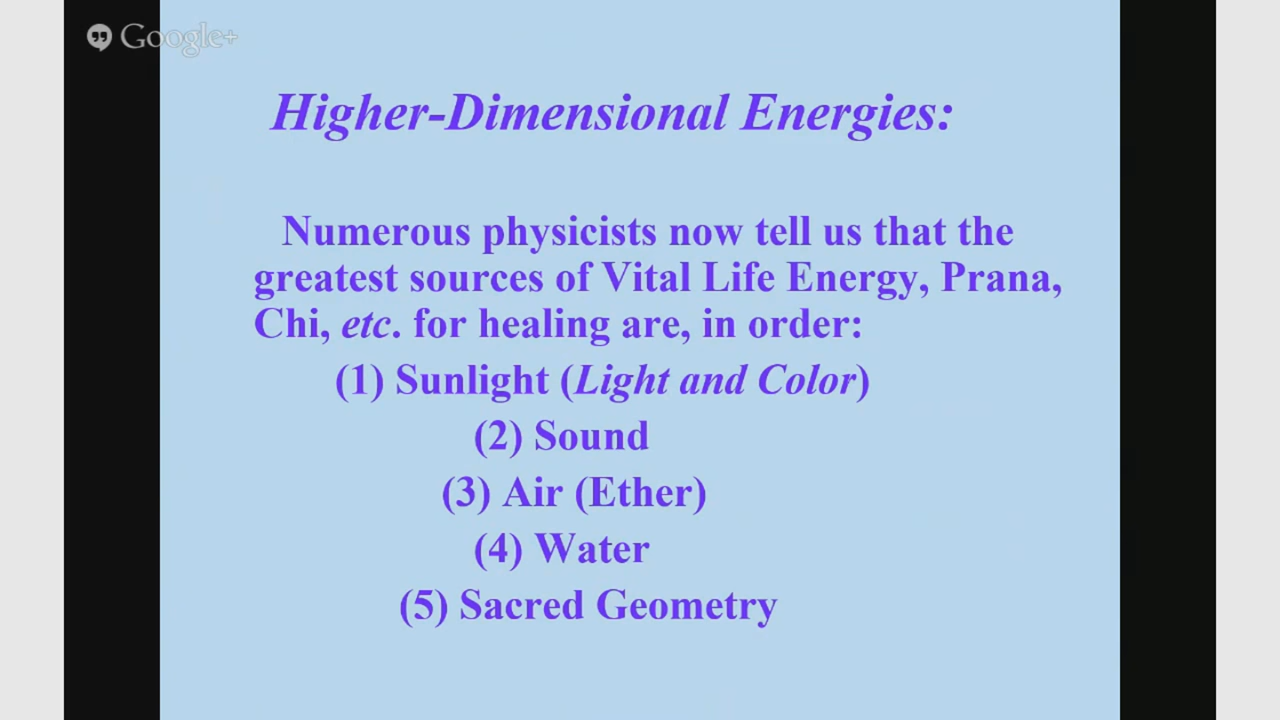 Google+
Higher-Dimensional Energies:
Numerous physicists now tell us that the
greatest sources of Vital Life Energy, Prana,
Chi, etc. for healing are, in order:
(1) Sunlight (Light and Color)
(2) Sound
(3) Air (Ether)
(4) Water
(5) Sacred Geometry